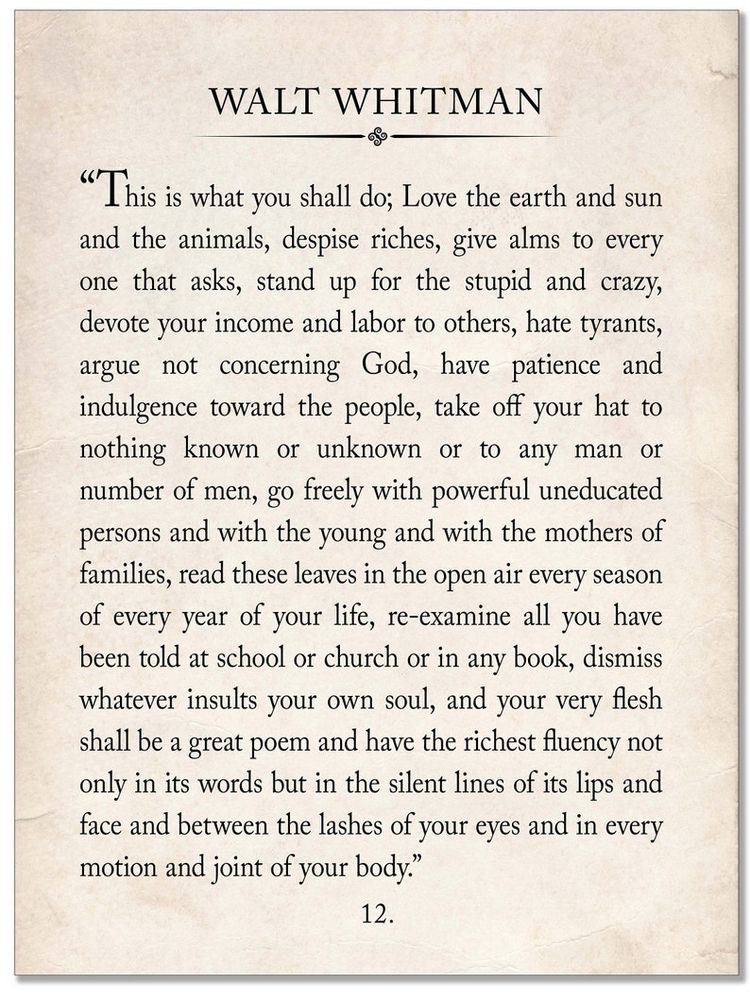 WALT WHITMAN
“This is what you shall do; Love the earth and sun
and the animals, despise riches, give alms to every
one that asks, stand up for the stupid and crazy,
devote your income and labor to others, hate tyrants,
argue not concerning God, have patience and
indulgence toward the people, take off your hat to
nothing known or unknown or to any man or
number of men, go freely with powerful uneducated
persons and with the young and with the mothers of
families, read these leaves in the open air every season
of every year of your life, re-examine all you have
been told at school or church or in any book, dismiss
whatever insults your own soul, and your very flesh
shall be a great poem and have the richest fluency not
only in its words but in the silent lines of its lips and
face and between the lashes of your eyes and in every
motion and joint of your body.”
12.